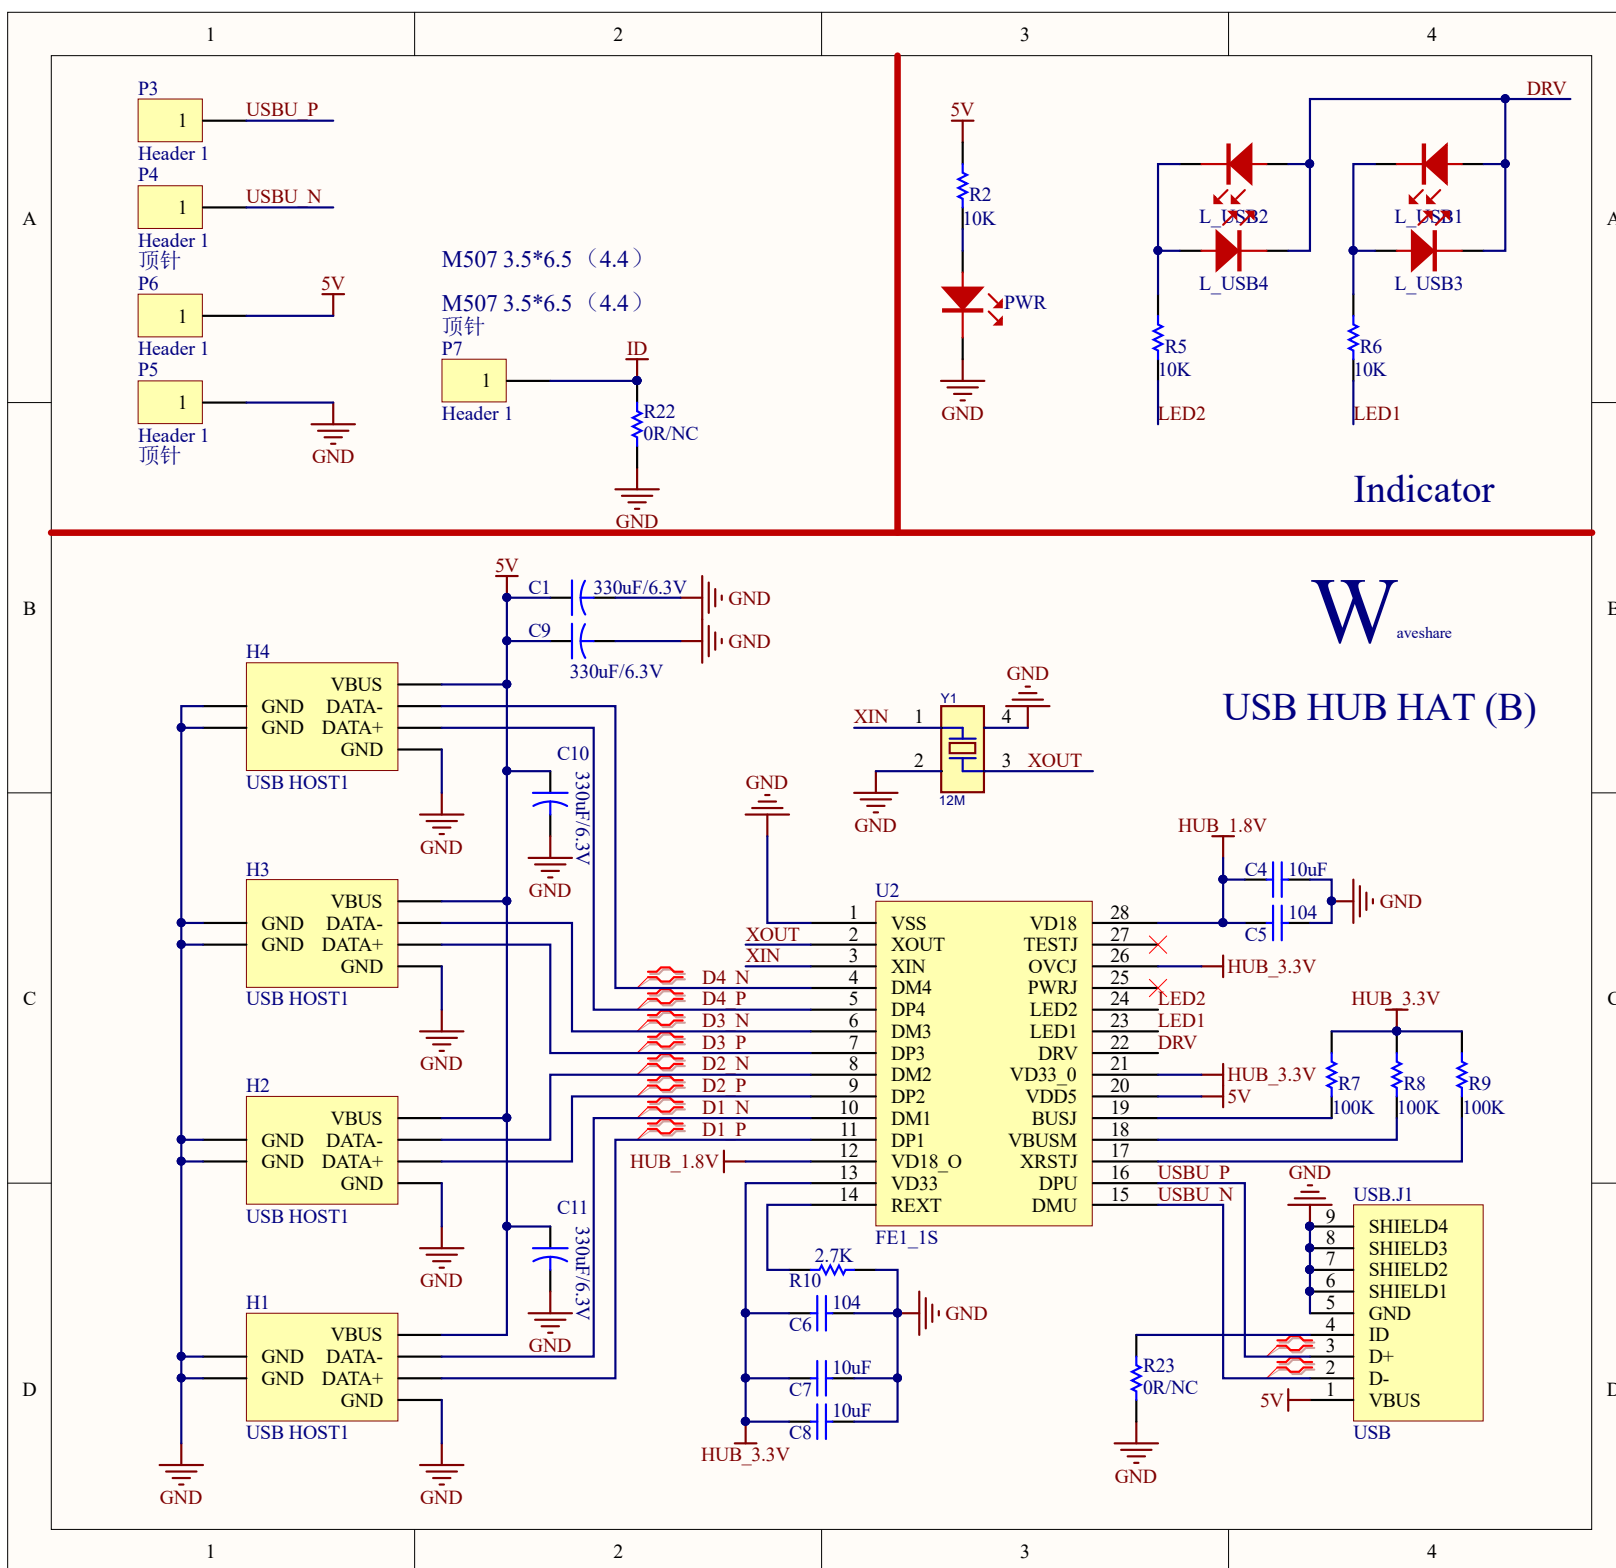 1 2 3 4
A A
B B
C C
D D
P3
1 USBU_P
Header 1
P4
1 USBU_N
Header 1
顶针
P6
1 5V
Header 1
P5
1
Header 1
顶针
GND
M507 3.5*6.5（4.4）
M507 3.5*6.5（4.4）
顶针
P7
1 ID
Header 1
R22
0R/NC
GND
5V
R2
10K
PWR
GND
DRV
L_USB2
L_USB4
R5
10K
LED2
L_USB1
L_USB3
R6
10K
LED1
Indicator
5V
C1 330uF/6.3V GND
C9 GND
330uF/6.3V
W aveshare
USB HUB HAT (B)
H4
VBUS
GND DATA-
GND DATA+
GND
USB HOST1
GND
C10
330uF/6.3V
GND
H3
VBUS
GND DATA-
GND DATA+
GND
USB HOST1
GND
H2
VBUS
GND DATA-
GND DATA+
GND
USB HOST1
GND
C11
330uF/6.3V
GND
H1
VBUS
GND DATA-
GND DATA+
GND
USB HOST1
GND
GND
GND
Y1
XIN 1 4
2 3 XOUT
GND
12M
GND
HUB_1.8V
C4 10uF
GND
104
C5
U2
1 VSS VD18 28
XOUT 2 XOUT TESTJ 27
XIN 3 XIN OVCJ 26 HUB_3.3V
D4_N 4 DM4 PWRJ 25
D4_P 5 DP4 LED2 24 LED2
D3_N 6 DM3 LED1 23 LED1
D3_P 7 DP3 DRV 22 DRV
D2_N 8 DM2 VD33_0 21 HUB_3.3V
D2_P 9 DP2 VDD5 20 5V
D1_N 10 DM1 BUSJ 19
D1_P 11 DP1 VBUSM 18
HUB_1.8V 12 VD18_O XRSTJ 17
13 VD33 DPU 16 USBU_P
14 REXT DMU 15 USBU_N
FE1_1S
HUB_3.3V
R7
100K
R8
100K
R9
100K
2.7K
R10
104
C6
GND
10uF
C7
10uF
C8
HUB_3.3V
GND
USB.J1
9 SHIELD4
8 SHIELD3
7 SHIELD2
6 SHIELD1
5 GND
4 ID
3 D+
2 D-
5V 1 VBUS
USB
R23
0R/NC
GND
1 2 3 4